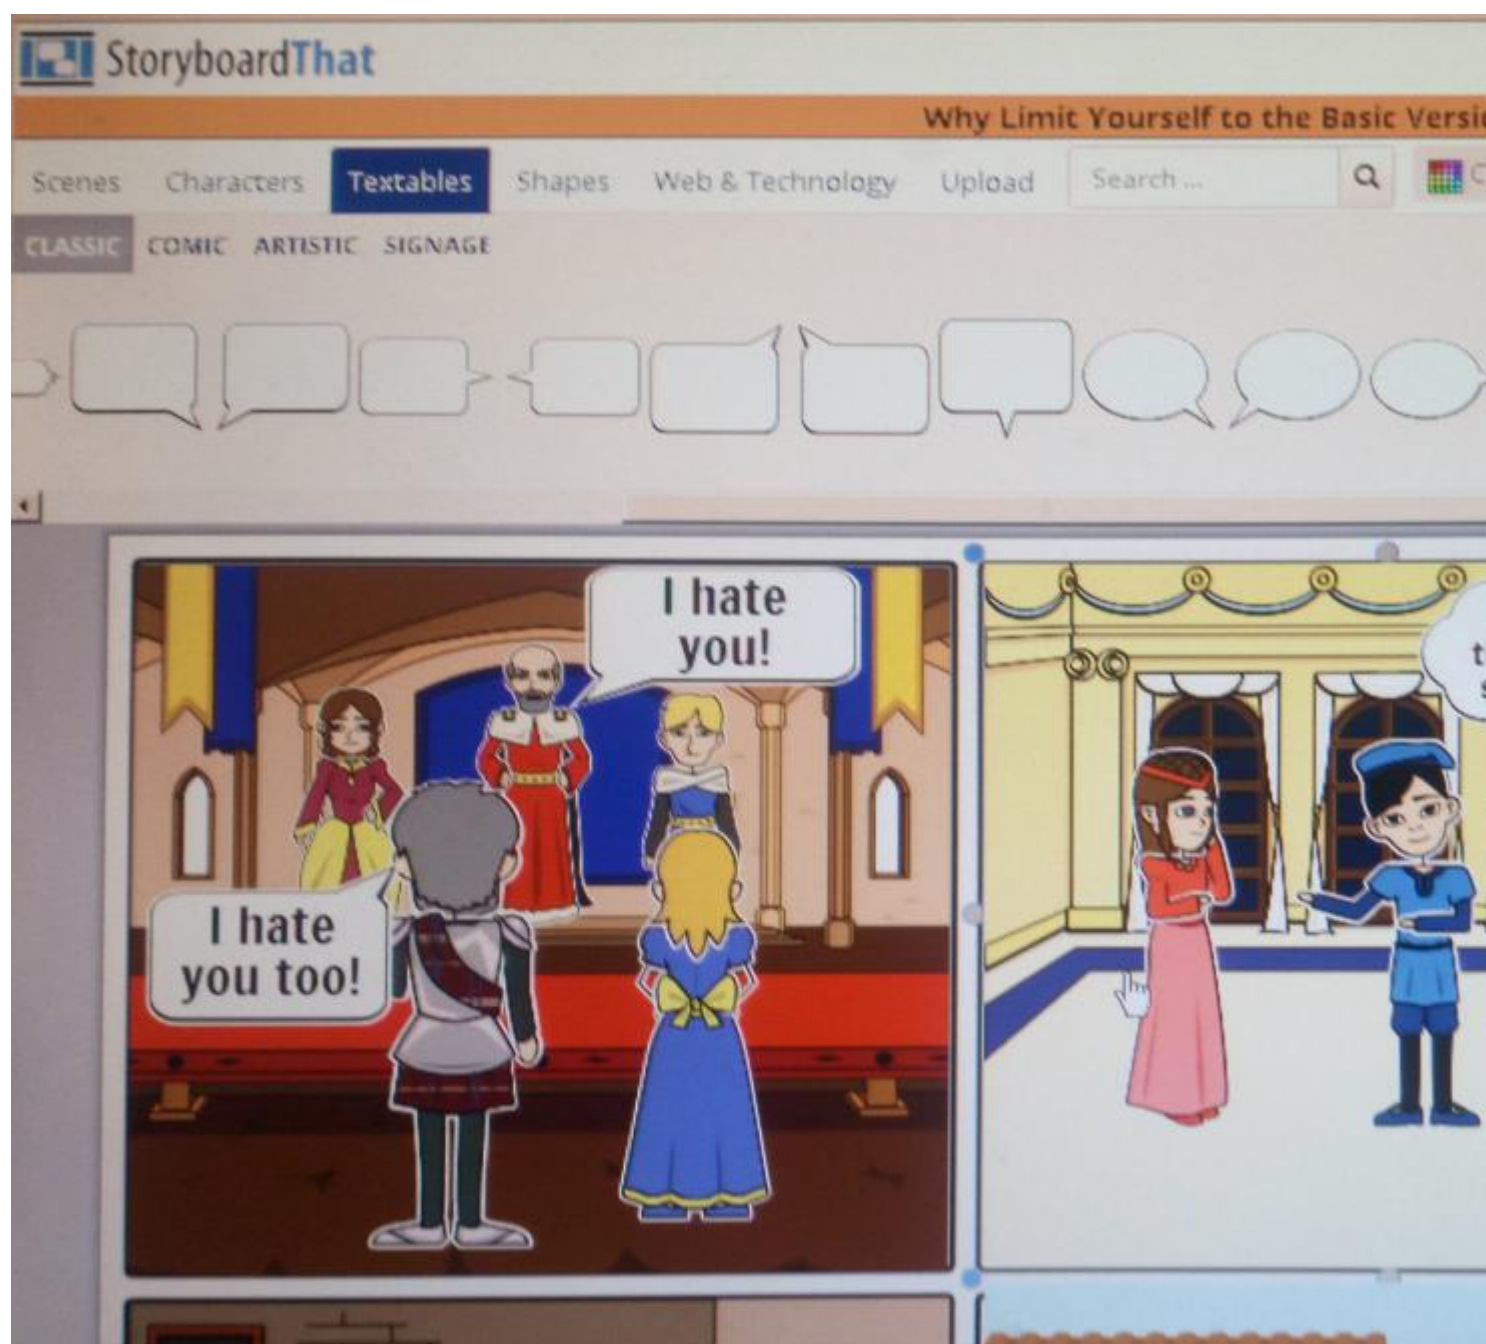 StoryboardThat
Why Limit Yourself to the Basic
Scenes Characters Textables Shapes Web & Technology Upload Search ...
CLASSIC COMIC ARTISTIC SIGNAGE
I hate
you!
I hate
you too!